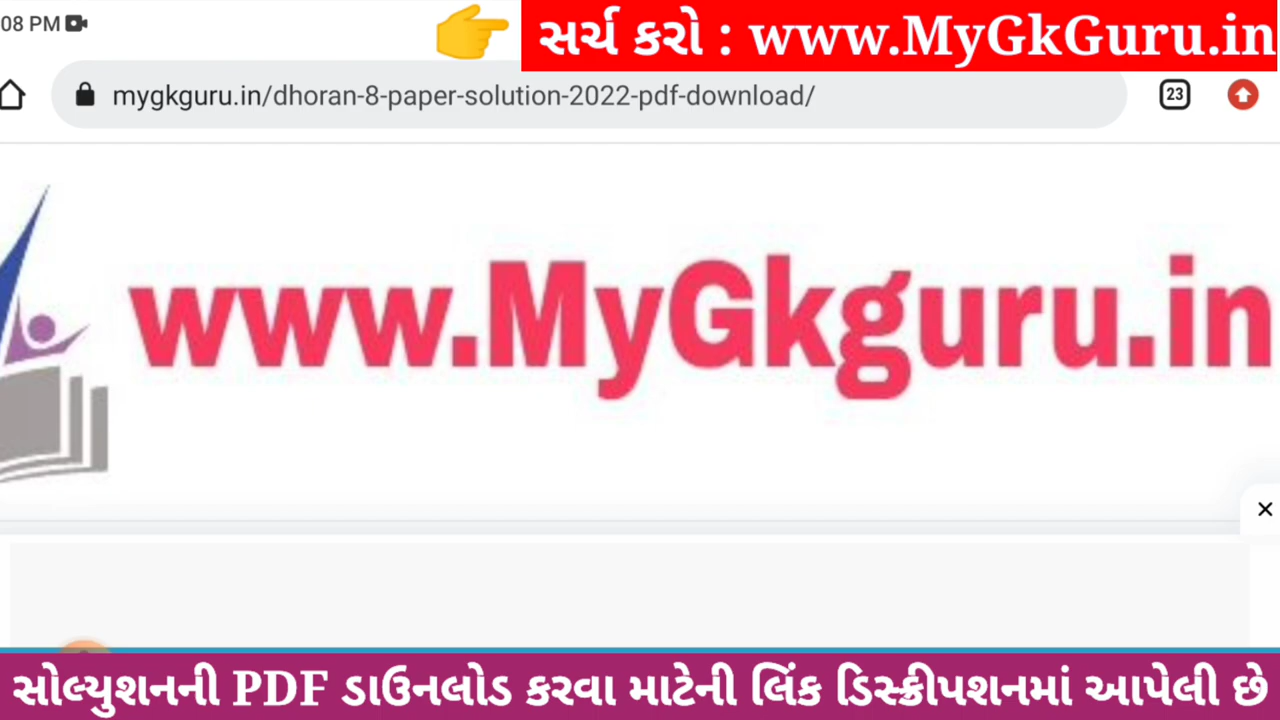 08 PM
સર્ચ કરો : www.MyGkGuru.in
mygkguru.in/dhoran-8-paper-solution-2022-pdf-download/
23
www.MyGkguru.in
સોલ્યુશનની PDF ડાઉનલોડ કરવા માટેની લિંક ડિસ્ક્રીપશનમાં આપેલી છે